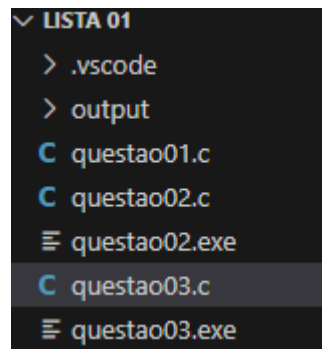 LISTA 01
.vscode
output
C questao01.c
C questao02.c
questao02.exe
C questao03.c
questao03.exe